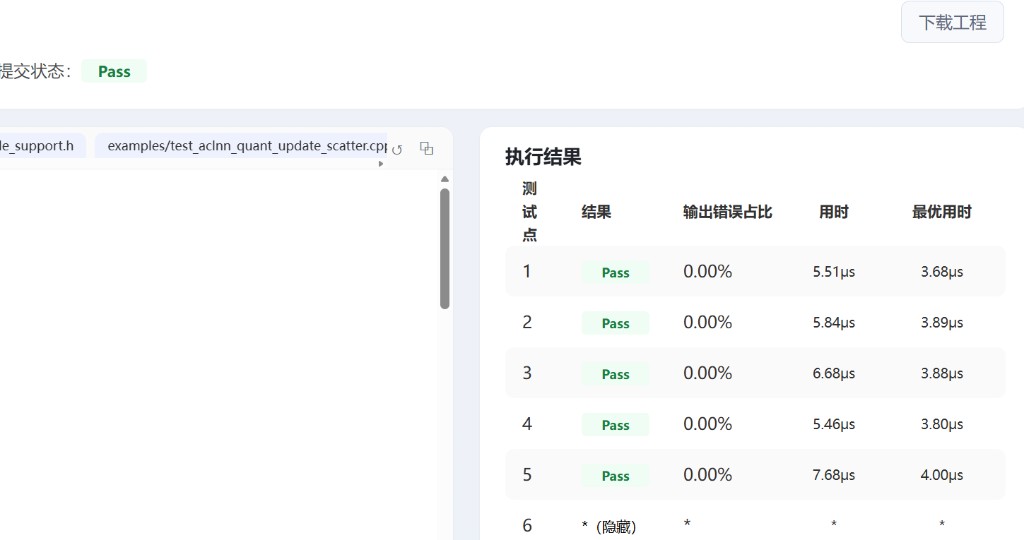 下载工程
提交状态： Pass
le_support.h examples/test_aclnn_quant_update_scatter.cpp
执行结果
测试点 结果 输出错误占比 用时 最优用时
1 Pass 0.00% 5.51μs 3.68μs
2 Pass 0.00% 5.84μs 3.89μs
3 Pass 0.00% 6.68μs 3.88μs
4 Pass 0.00% 5.46μs 3.80μs
5 Pass 0.00% 7.68μs 4.00μs
6 *（隐藏） * * *